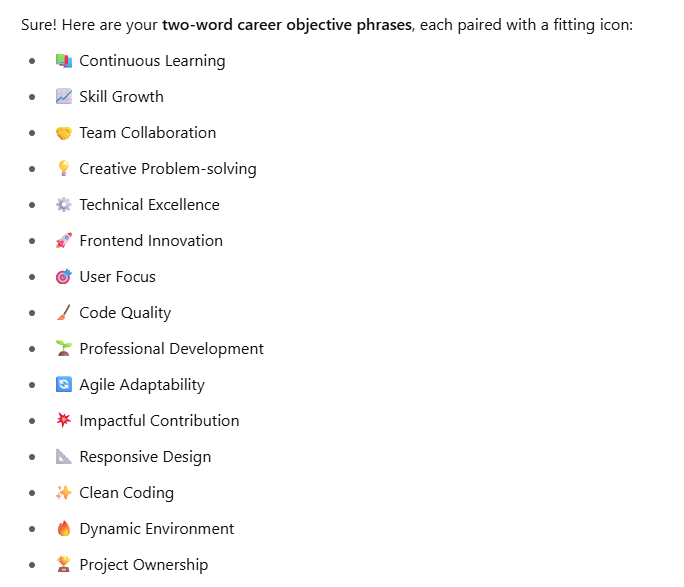 Sure! Here are your two-word career objective phrases, each paired with a fitting icon:
• 📚 Continuous Learning
• 📈 Skill Growth
• 🤝 Team Collaboration
• 💡 Creative Problem-solving
• ⚙️ Technical Excellence
• 🚀 Frontend Innovation
• 🎯 User Focus
• 🖌️ Code Quality
• 🌱 Professional Development
• 🔄 Agile Adaptability
• 💥 Impactful Contribution
• 📐 Responsive Design
• ✨ Clean Coding
• 🔥 Dynamic Environment
• 🏆 Project Ownership